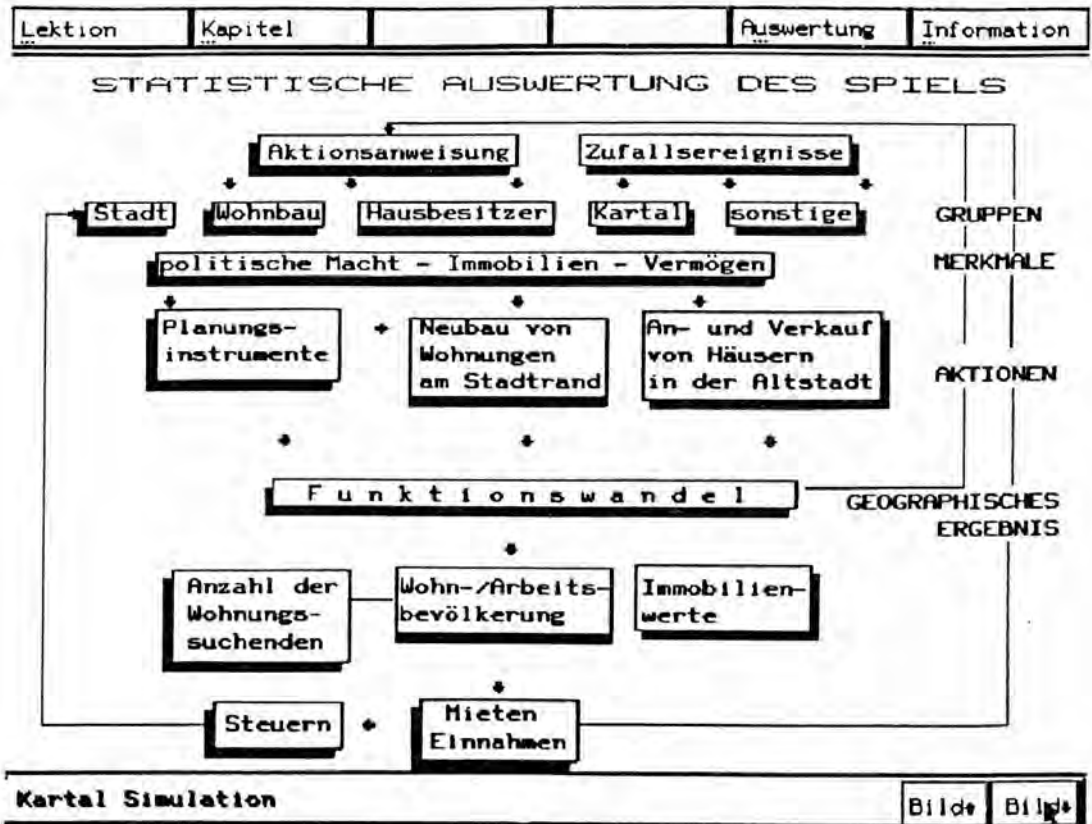 Lektion Kapitel Auswertung Information
STATISTISCHE AUSWERTUNG DES SPIELS
Aktionsanweisung Zufallsereignisse
Stadt Wohnbau Hausbesitzer Kartal sonstige GRUPPEN
politische Macht - Immobilien - Vermögen MERKMALE
Planungs-
instrumente
Neubau von
Wohnungen
am Stadtrand
An- und Verkauf
von Häusern
in der Altstadt
AKTIONEN
Funktionswandel
GEOGRAPHISCHES
ERGEBNIS
Anzahl der
Wohnungs-
suchenden
Wohn-/Arbeits-
bevölkerung
Immobilien-
werte
Steuern
Mieten
Einnahmen
Kartal Simulation Bild↑ Bild↓